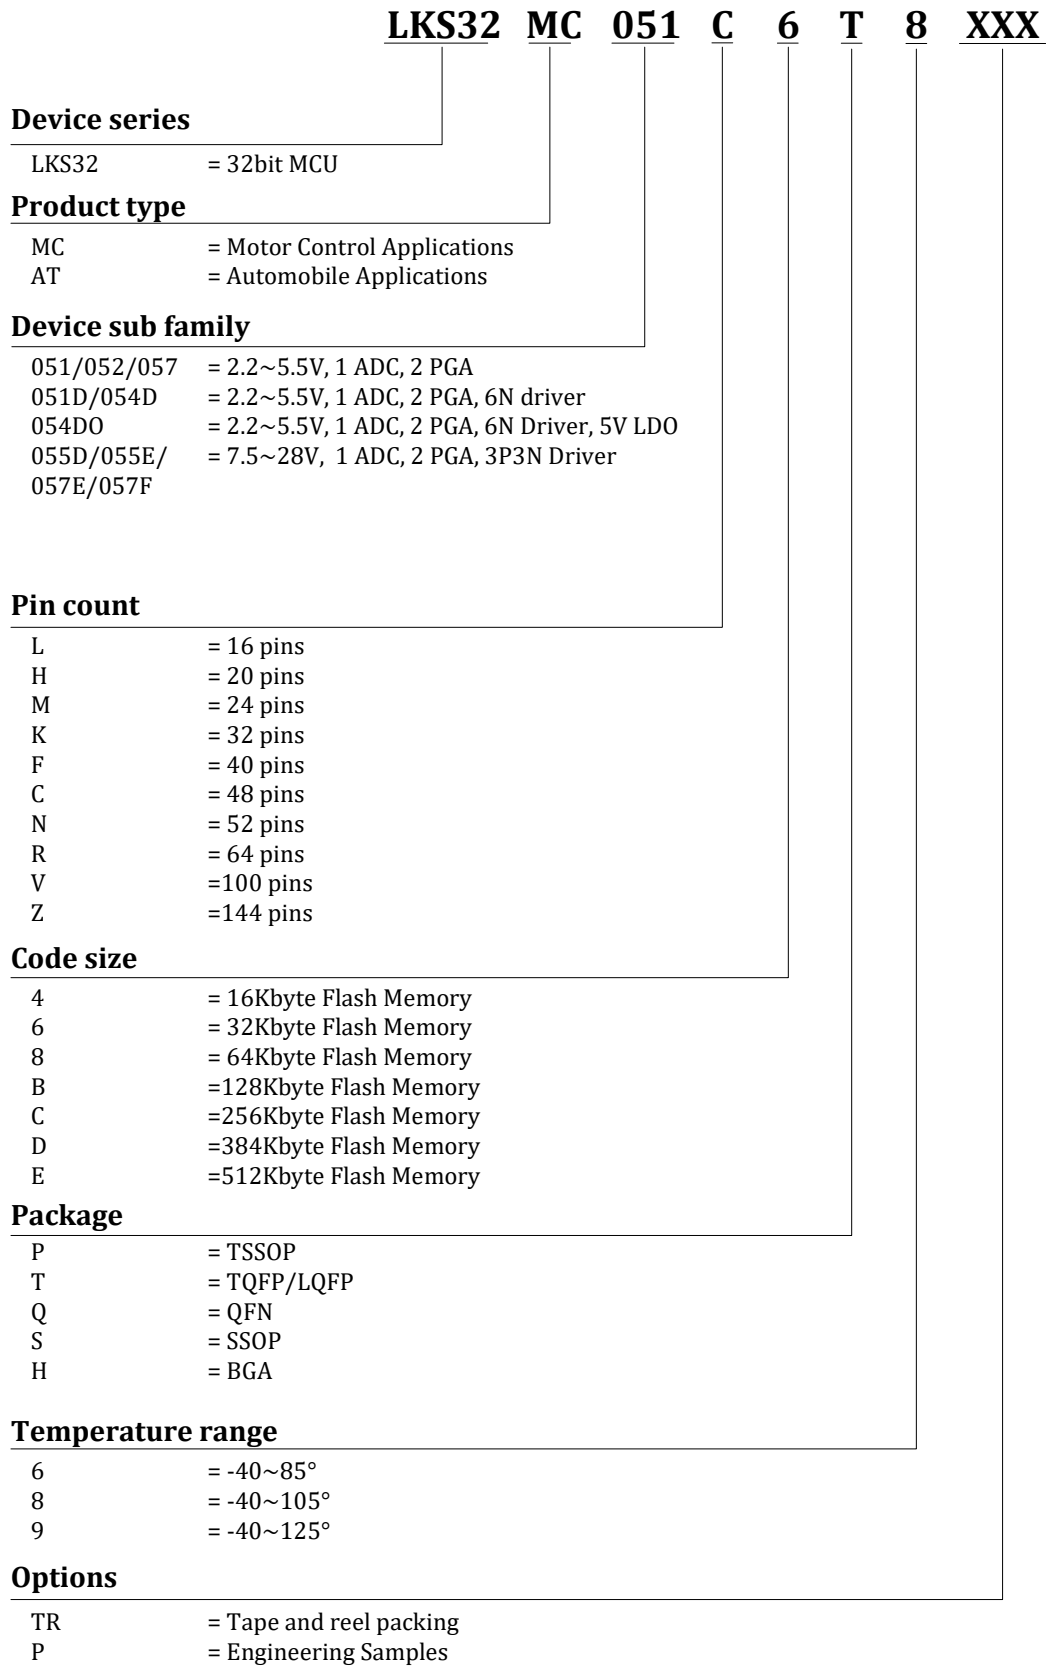 LKS32 MC 051 C 6 T 8 XXX
Device series
LKS32 = 32bit MCU
Product type
MC = Motor Control Applications
AT = Automobile Applications
Device sub family
051/052/057 = 2.2~5.5V, 1 ADC, 2 PGA
051D/054D = 2.2~5.5V, 1 ADC, 2 PGA, 6N driver
054DO = 2.2~5.5V, 1 ADC, 2 PGA, 6N Driver, 5V LDO
055D/055E/ = 7.5~28V, 1 ADC, 2 PGA, 3P3N Driver
057E/057F
Pin count
L = 16 pins
H = 20 pins
M = 24 pins
K = 32 pins
F = 40 pins
C = 48 pins
N = 52 pins
R = 64 pins
V =100 pins
Z =144 pins
Code size
4 = 16Kbyte Flash Memory
6 = 32Kbyte Flash Memory
8 = 64Kbyte Flash Memory
B =128Kbyte Flash Memory
C =256Kbyte Flash Memory
D =384Kbyte Flash Memory
E =512Kbyte Flash Memory
Package
P = TSSOP
T = TQFP/LQFP
Q = QFN
S = SSOP
H = BGA
Temperature range
6 = -40~85°
8 = -40~105°
9 = -40~125°
Options
TR = Tape and reel packing
P = Engineering Samples